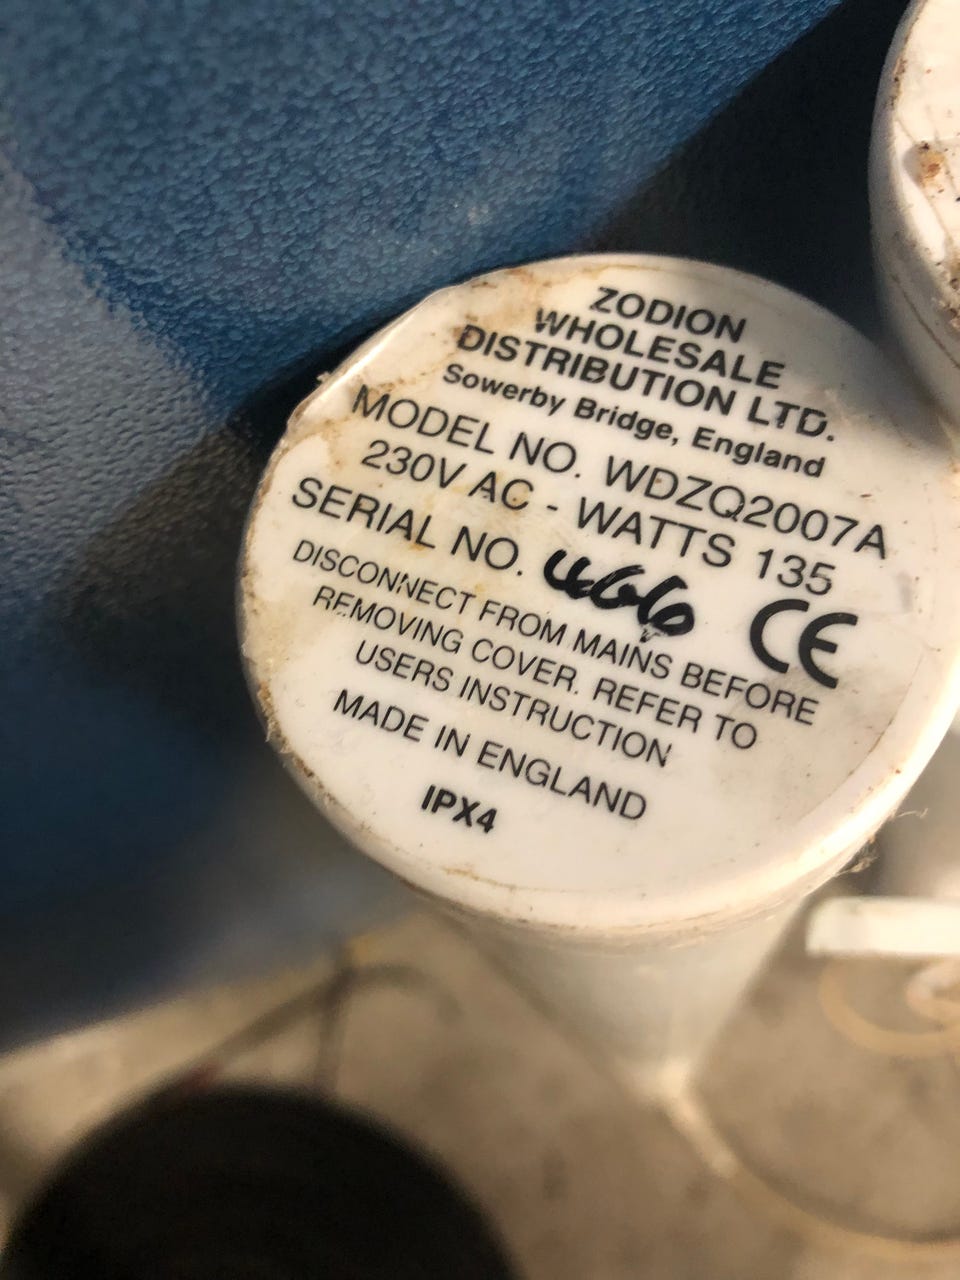 ZODION
WHOLESALE
DISTRIBUTION LTD.
Sowerby Bridge, England
MODEL NO. WDZQ2007A
230V AC - WATTS 135
SERIAL NO. 466
CE
DISCONNECT FROM MAINS BEFORE
REMOVING COVER. REFER TO
USERS INSTRUCTION
MADE IN ENGLAND
IPX4